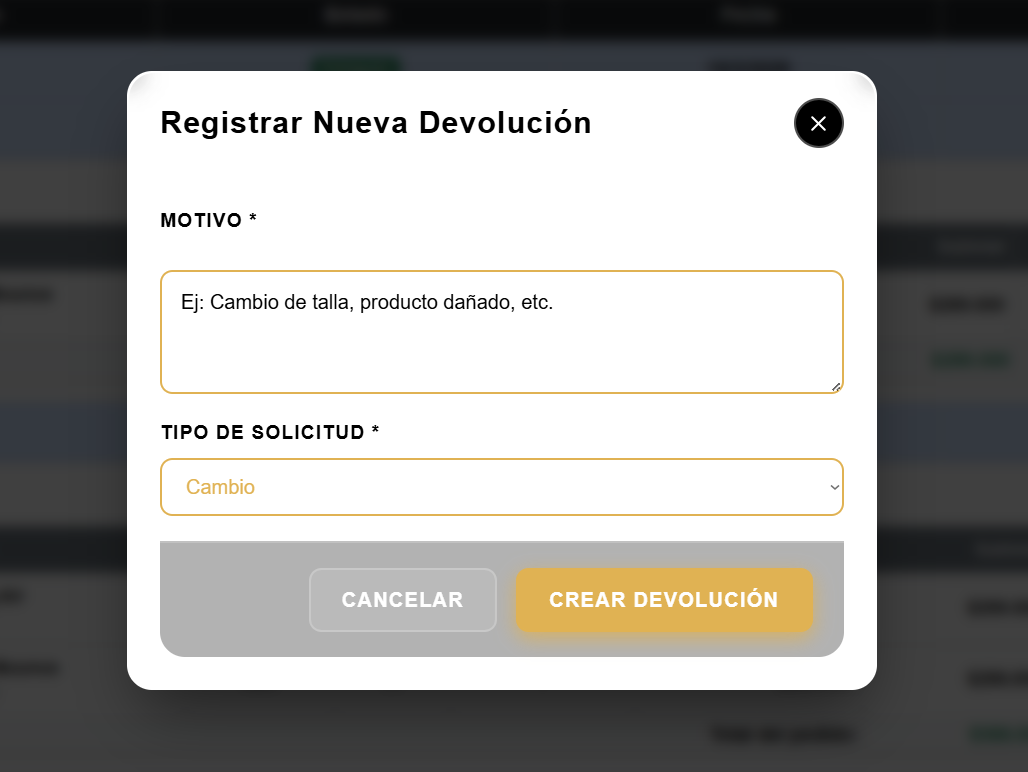 Registrar Nueva Devolución
MOTIVO *
Ej: Cambio de talla, producto dañado, etc.
TIPO DE SOLICITUD *
Cambio
CANCELAR
CREAR DEVOLUCIÓN